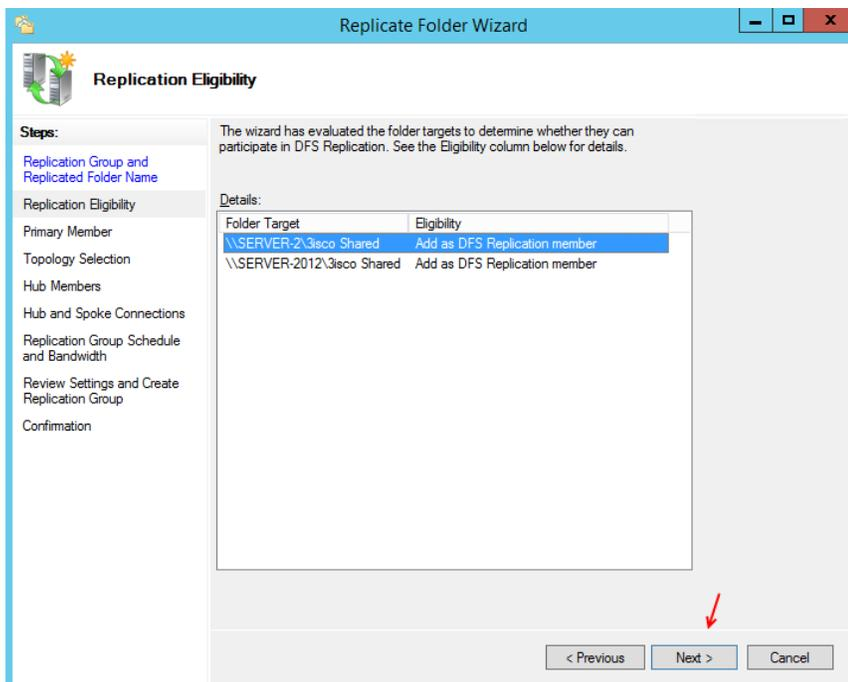 Replicate Folder Wizard
Replication Eligibility
Steps:
Replication Group and
Replicated Folder Name
Replication Eligibility
Primary Member
Topology Selection
Hub Members
Hub and Spoke Connections
Replication Group Schedule
and Bandwidth
Review Settings and Create
Replication Group
Confirmation
The wizard has evaluated the folder targets to determine whether they can
participate in DFS Replication. See the Eligibility column below for details.
Details:
Folder Target Eligibility
\\SERVER-2\3isco Shared Add as DFS Replication member
\\SERVER-2012\3isco Shared Add as DFS Replication member
< Previous Next > Cancel